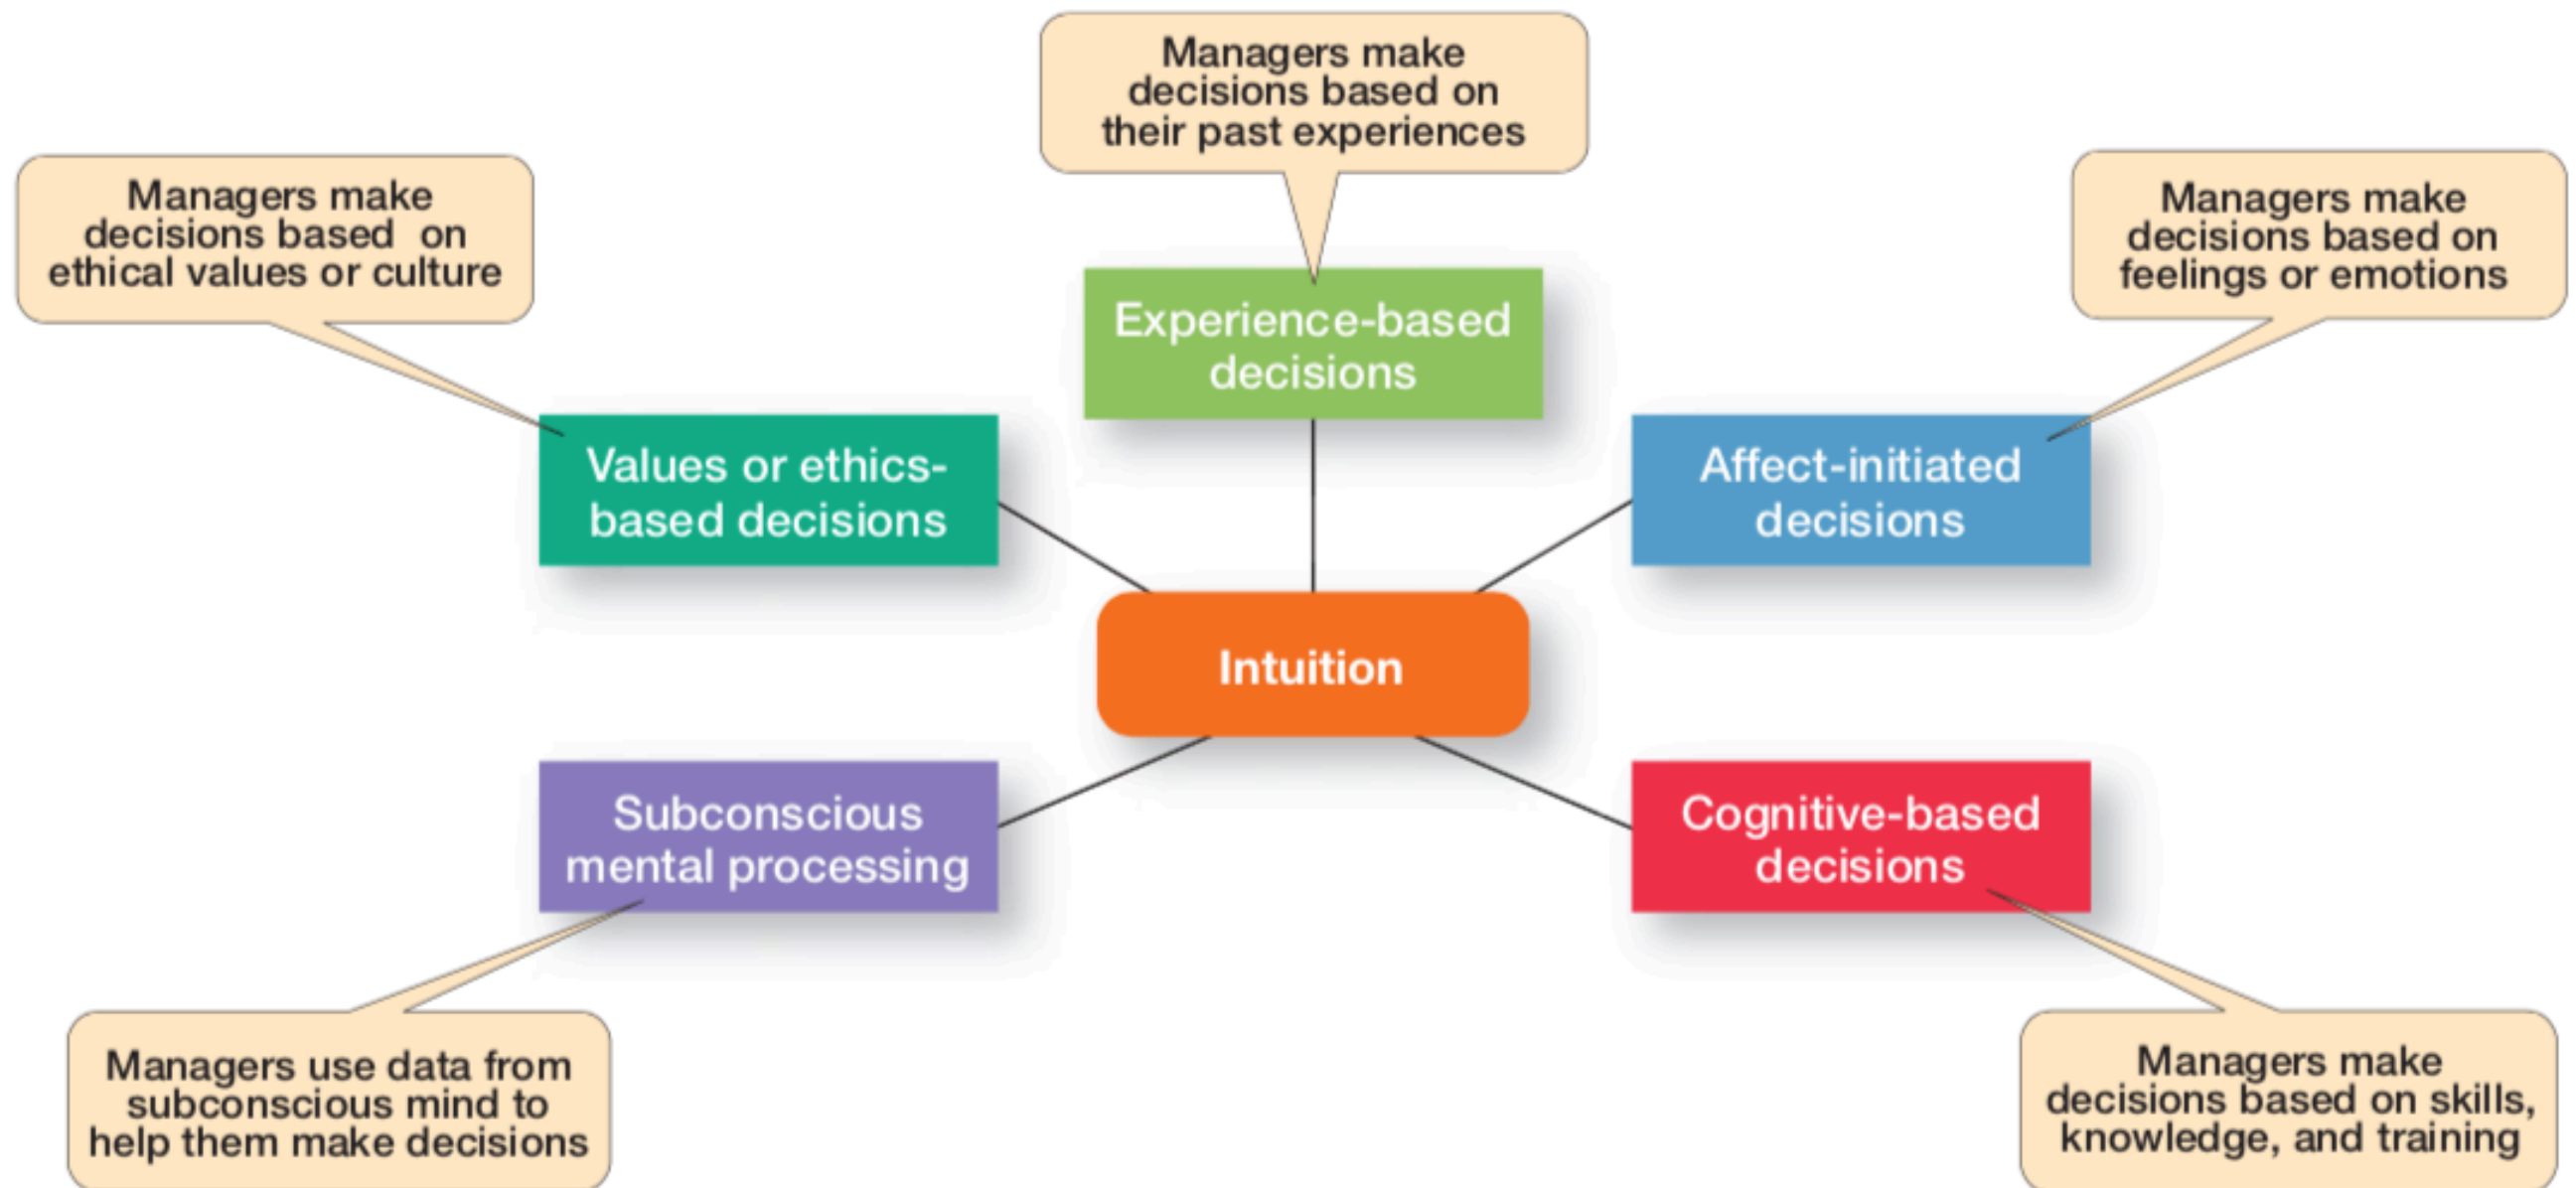 Managers make
decisions based on
their past experiences
Managers make
decisions based on
ethical values or culture
Managers make
decisions based on
feelings or emotions
Experience-based
decisions
Values or ethics-
based decisions
Affect-initiated
decisions
Intuition
Subconscious
mental processing
Cognitive-based
decisions
Managers use data from
subconscious mind to
help them make decisions
Managers make
decisions based on skills,
knowledge, and training